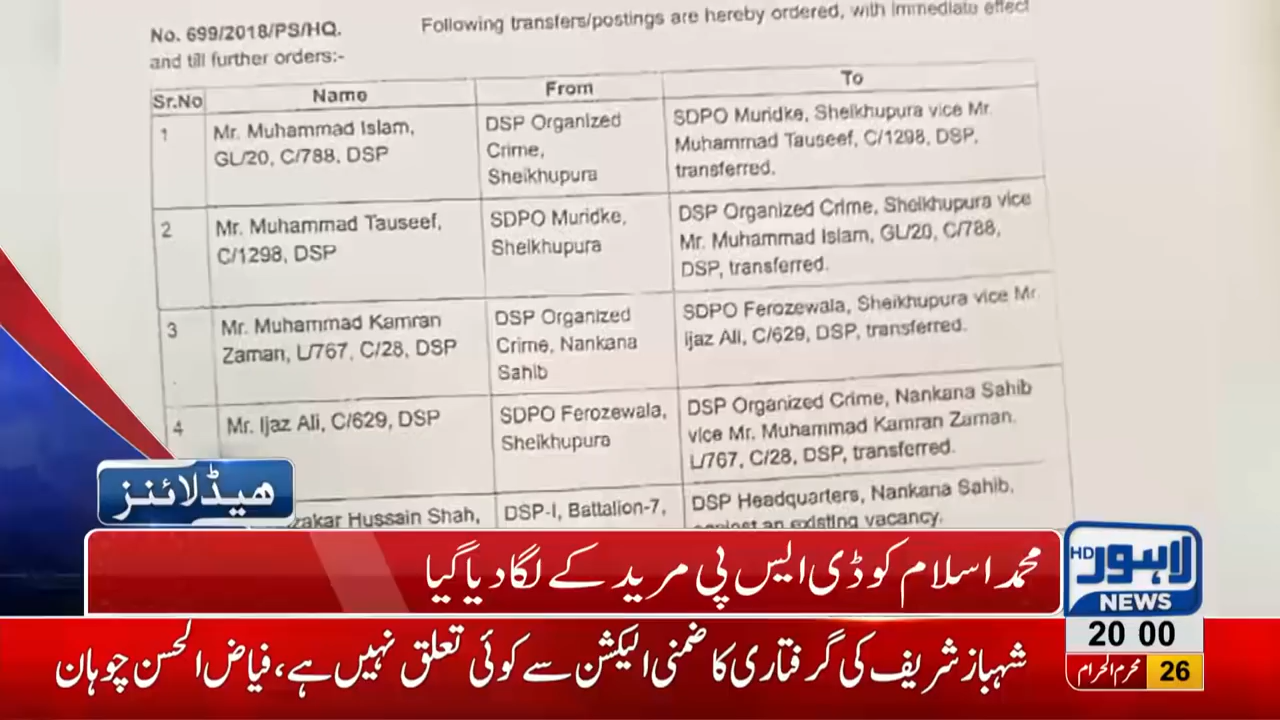 No. 699/2018/PS/HQ. Following transfers/postings are hereby ordered, with immediate effect
and till further orders:-
Sr.No Name From To
1 Mr. Muhammad Islam, GL/20, C/788, DSP DSP Organized Crime, Sheikhupura SDPO Muridke, Sheikhupura vice Mr. Muhammad Tauseef, C/1298, DSP, transferred.
2 Mr. Muhammad Tauseef, C/1298, DSP SDPO Muridke, Sheikhupura DSP Organized Crime, Sheikhupura vice Mr. Muhammad Islam, GL/20, C/788, DSP, transferred.
3 Mr. Muhammad Kamran Zaman, L/767, C/28, DSP DSP Organized Crime, Nankana Sahib SDPO Ferozewala, Sheikhupura vice Mr. Ijaz Ali, C/629, DSP, transferred.
4 Mr. Ijaz Ali, C/629, DSP SDPO Ferozewala, Sheikhupura DSP Organized Crime, Nankana Sahib vice Mr. Muhammad Kamran Zaman, L/767, C/28, DSP, transferred.
Hussain Shah, DSP-I, Battalion-7, DSP Headquarters, Nankana Sahib, against an existing vacancy.
ہیڈلائنز
محمد اسلام کو ڈی ایس پی مرید کے لگا دیا گیا
HD لاہور
NEWS
20 00
26 محرم الحرام
شہباز شریف کی گرفتاری کا ضمنی الیکشن سے کوئی تعلق نہیں ہے، فیاض الحسن چوہان